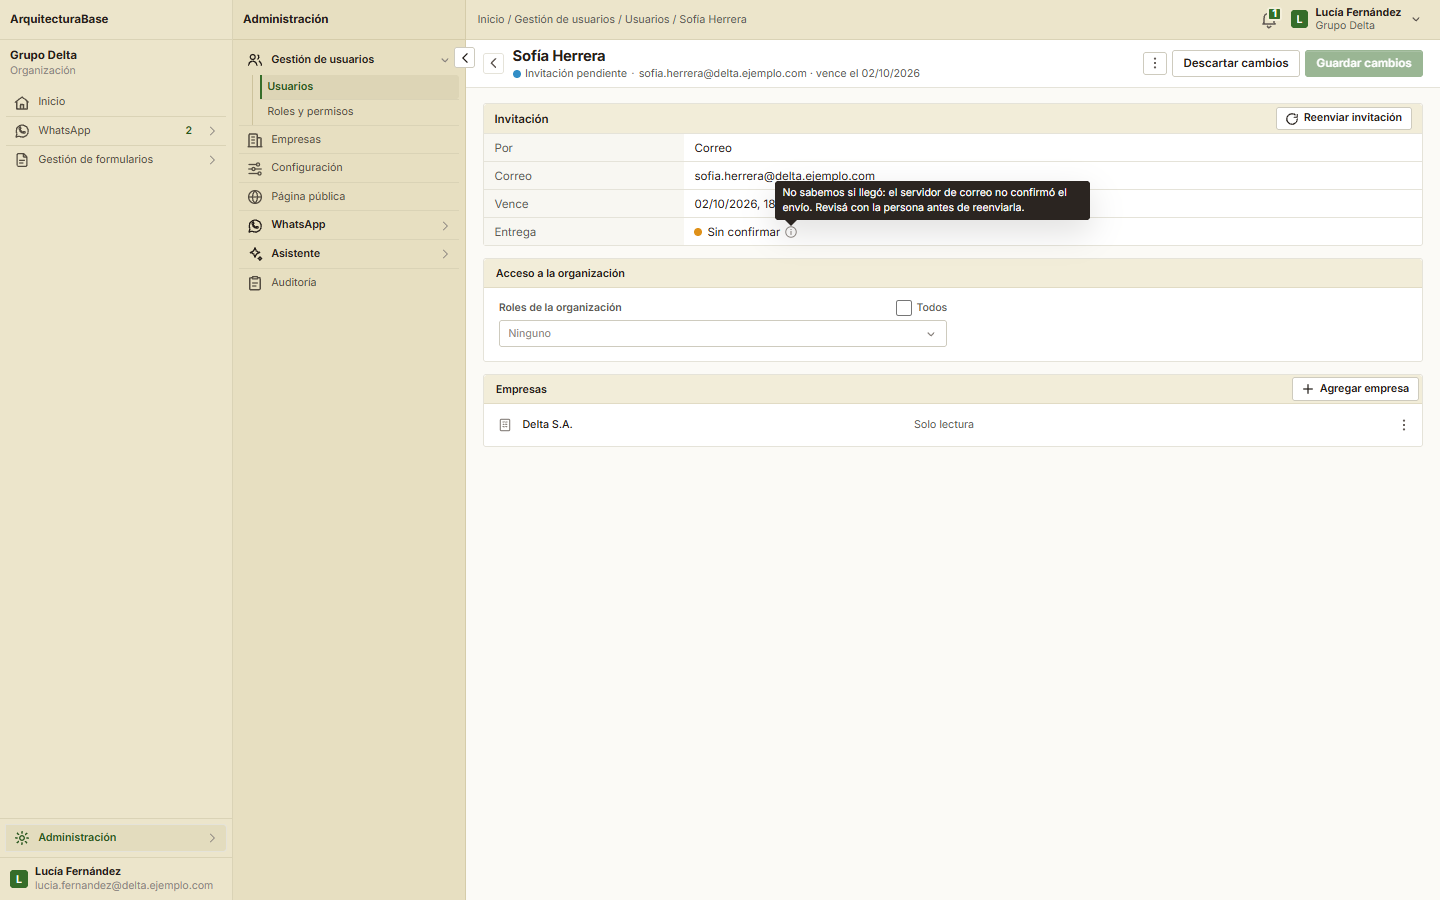 ArquitecturaBase
Administración
Inicio / Gestión de usuarios / Usuarios / Sofía Herrera
1
L
Lucía Fernández
Grupo Delta
Grupo Delta
Organización
Inicio
WhatsApp 2
Gestión de formularios
Gestión de usuarios
Usuarios
Roles y permisos
Empresas
Configuración
Página pública
WhatsApp
Asistente
Auditoría
Sofía Herrera
Invitación pendiente · sofia.herrera@delta.ejemplo.com · vence el 02/10/2026
Descartar cambios
Guardar cambios
Invitación
Reenviar invitación
Por Correo
Correo sofia.herrera@delta.ejemplo.com
No sabemos si llegó: el servidor de correo no confirmó el
envío. Revisá con la persona antes de reenviarla.
Vence 02/10/2026, 18
Entrega Sin confirmar
Acceso a la organización
Roles de la organización Todos
Ninguno
Empresas
Agregar empresa
Delta S.A. Solo lectura
Administración
L
Lucía Fernández
lucia.fernandez@delta.ejemplo.com